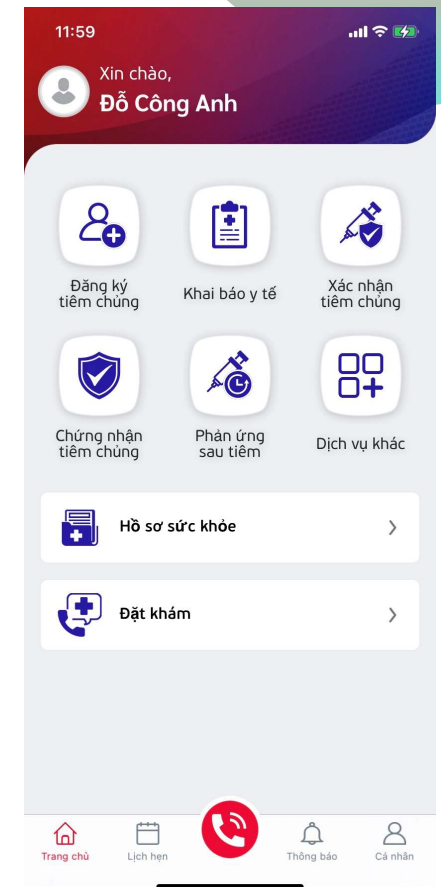 11:59
Xin chào,
Đỗ Công Anh
Đăng ký
tiêm chủng
Khai báo y tế
Xác nhận
tiêm chủng
Chứng nhận
tiêm chủng
Phản ứng
sau tiêm
Dịch vụ khác
Hồ sơ sức khỏe
Đặt khám
Trang chủ
Lịch hẹn
Thông báo
Cá nhân